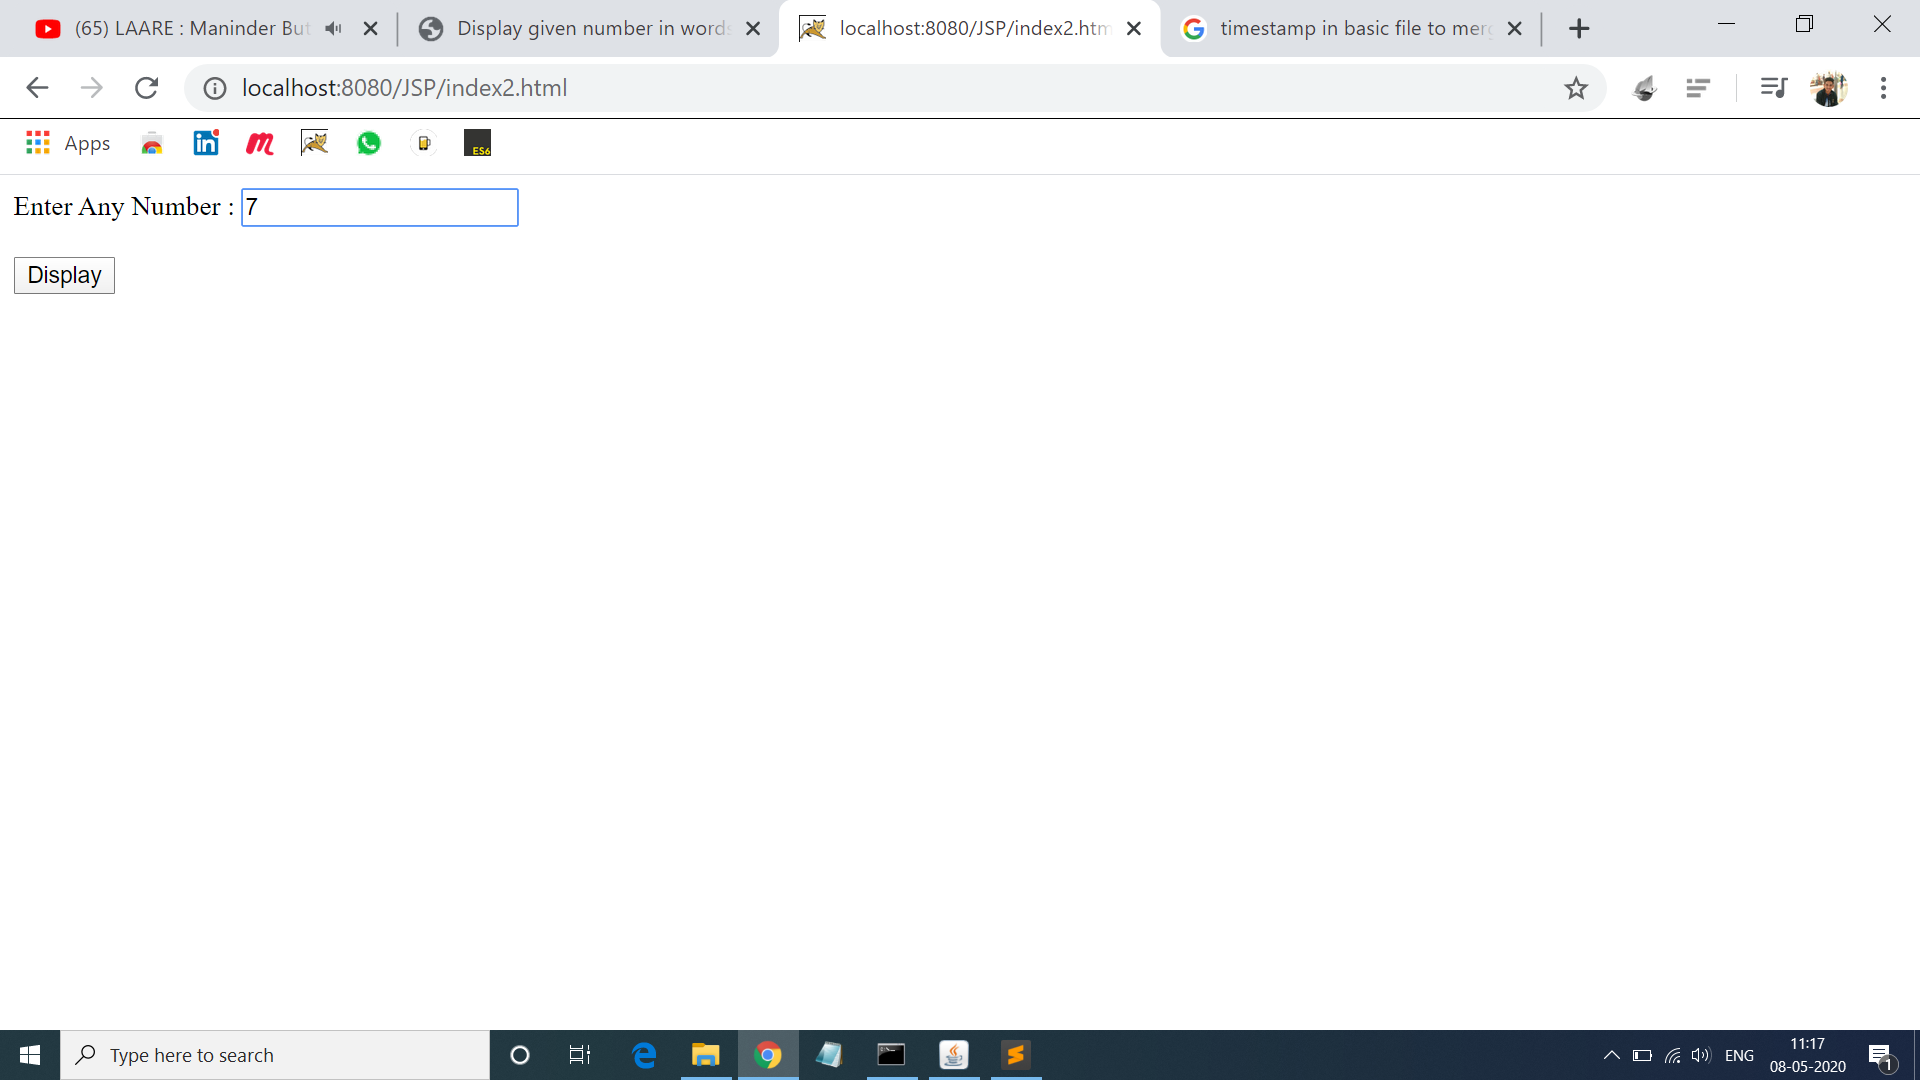 (65) LAARE : Maninder But
Display given number in words
localhost:8080/JSP/index2.htm
timestamp in basic file to merg
localhost:8080/JSP/index2.html
Apps
in
m
ES6
Enter Any Number : 7
Display
Type here to search
ENG
11:17
08-05-2020
1